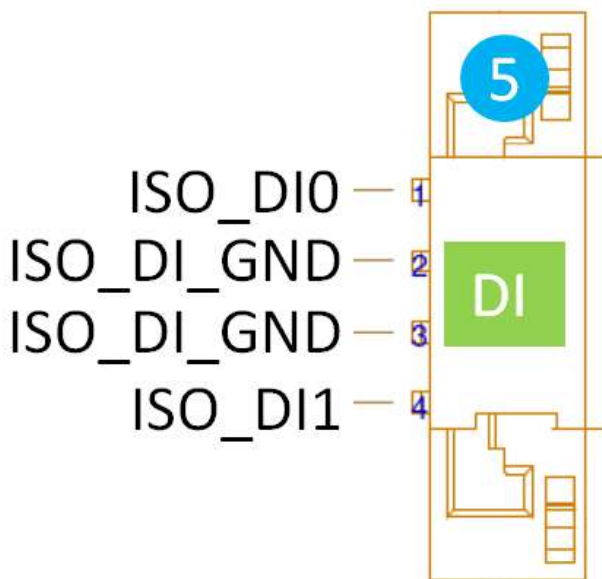 5
ISO_DI0 1
ISO_DI_GND 2
DI
ISO_DI_GND 3
ISO_DI1 4